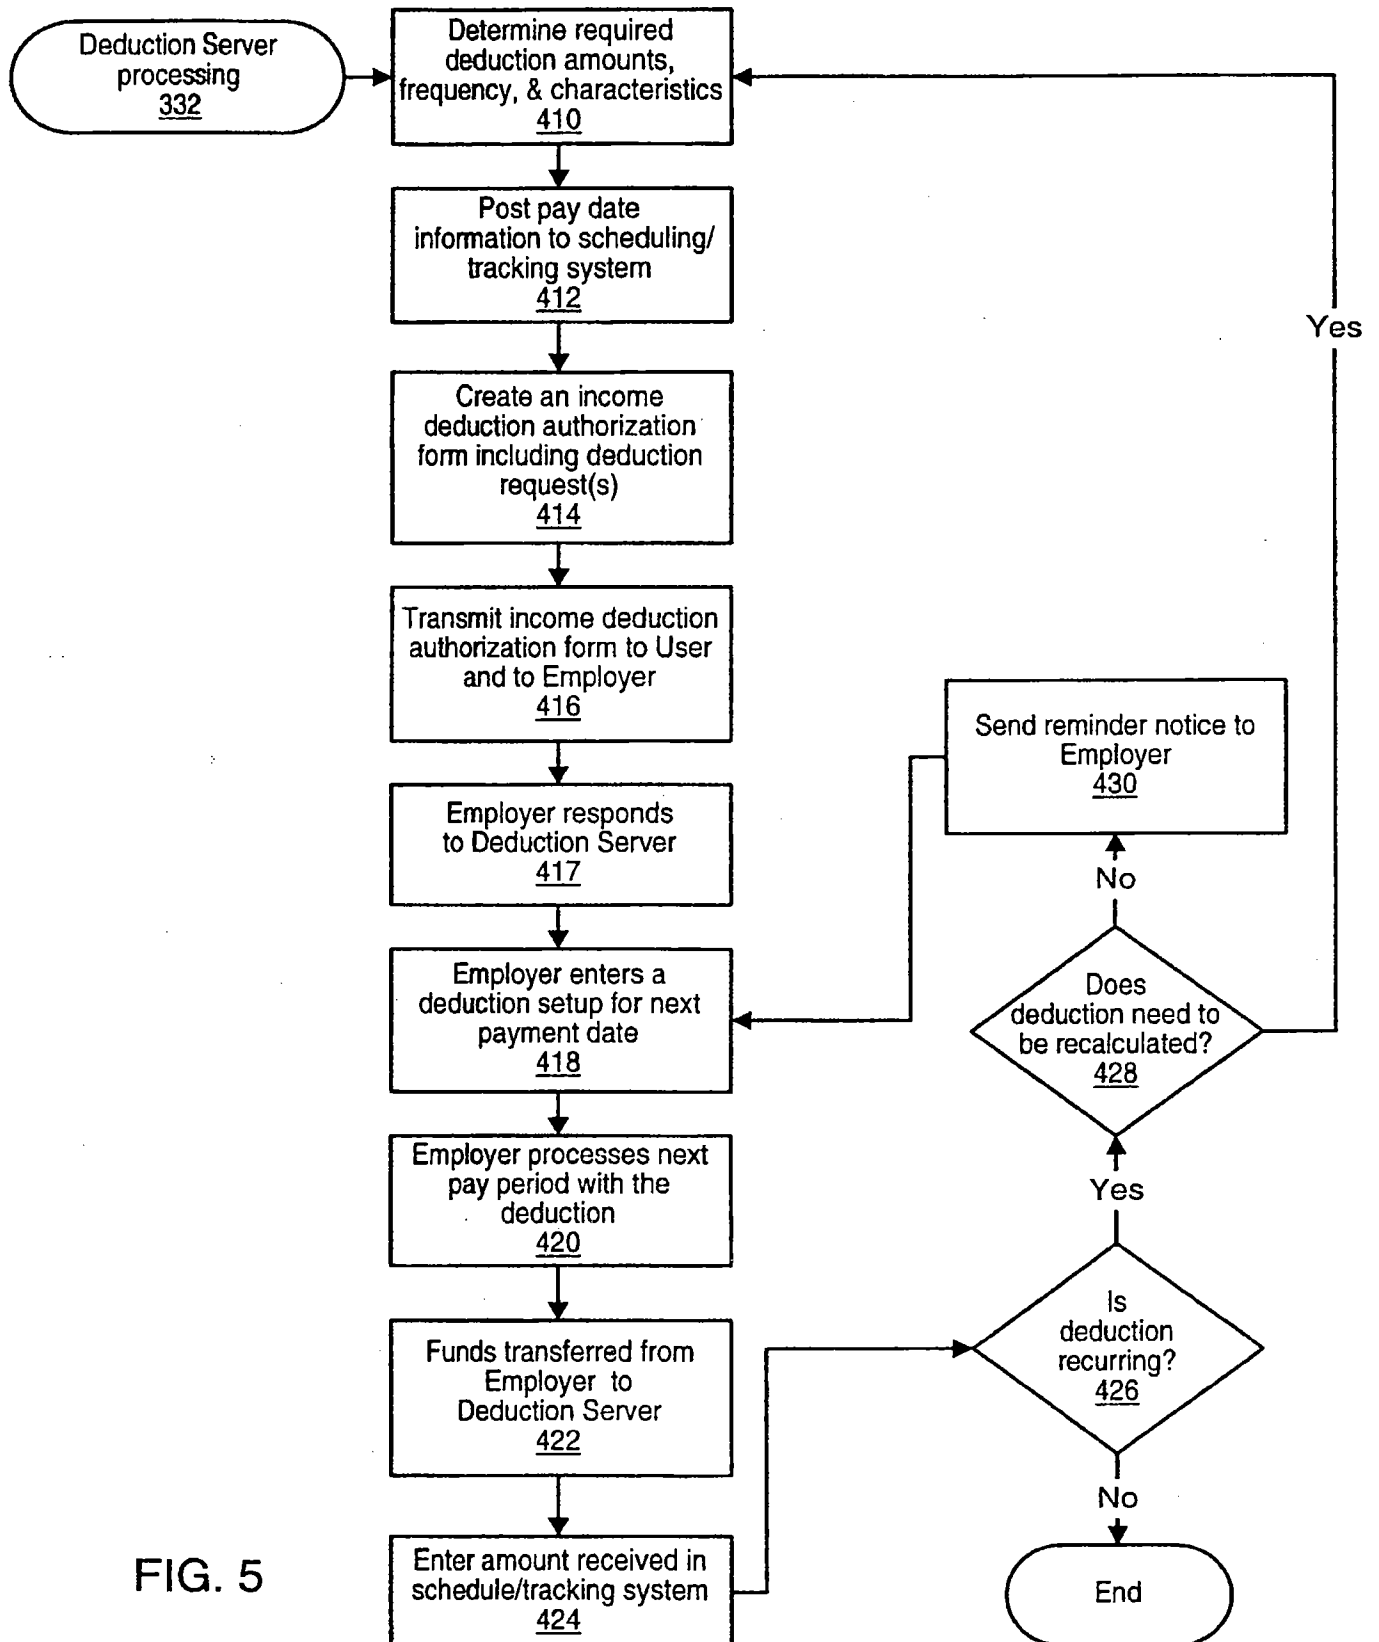 Deduction Server
processing
332
Determine required
deduction amounts,
frequency, & characteristics
410
Post pay date
information to scheduling/
tracking system
412
Create an income
deduction authorization
form including deduction
request(s)
414
Transmit income deduction
authorization form to User
and to Employer
416
Employer responds
to Deduction Server
417
Employer enters a
deduction setup for next
payment date
418
Employer processes next
pay period with the
deduction
420
Funds transferred from
Employer to
Deduction Server
422
Enter amount received in
schedule/tracking system
424
Is
deduction
recurring?
426
Yes
No
End
Does
deduction need to
be recalculated?
428
No
Yes
Send reminder notice to
Employer
430
FIG. 5